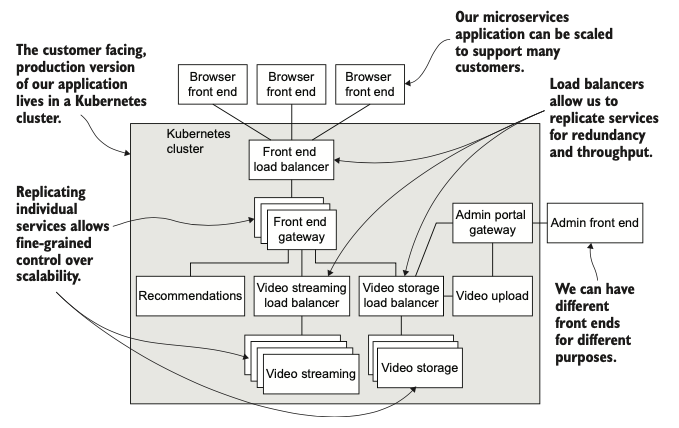 Our microservices
application can be scaled
to support many
customers.
The customer facing,
production version
of our application
lives in a Kubernetes
cluster.
Browser
front end
Browser
front end
Browser
front end
Load balancers
allow us to
replicate services
for redundancy
and throughput.
Kubernetes
cluster
Front end
load balancer
Replicating
individual
services allows
fine-grained
control over
scalability.
Front end
gateway
Admin portal
gateway
Admin front end
Recommendations
Video streaming
load balancer
Video storage
load balancer
Video upload
We can have
different
front ends
for different
purposes.
Video streaming
Video storage